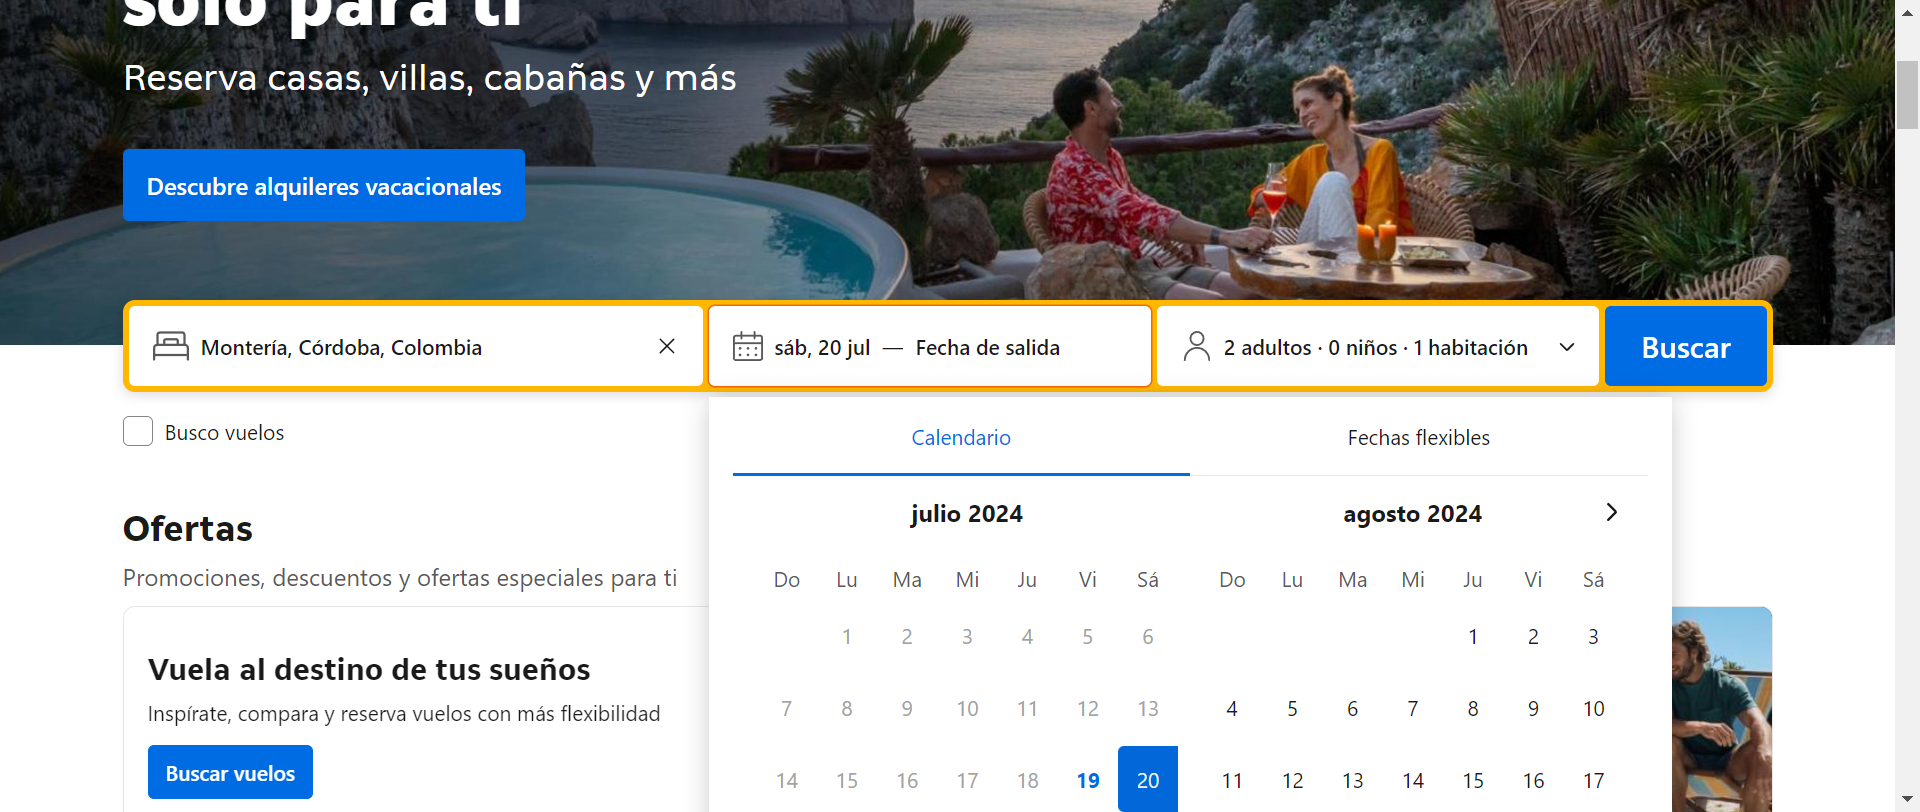 solo para ti
Reserva casas, villas, cabañas y más
Descubre alquileres vacacionales
Montería, Córdoba, Colombia
sáb, 20 jul — Fecha de salida
2 adultos · 0 niños · 1 habitación
Buscar
Busco vuelos
Calendario
Fechas flexibles
Ofertas
Promociones, descuentos y ofertas especiales para ti
Vuela al destino de tus sueños
Inspírate, compara y reserva vuelos con más flexibilidad
Buscar vuelos
julio 2024
Do Lu Ma Mi Ju Vi Sá
1 2 3 4 5 6
7 8 9 10 11 12 13
14 15 16 17 18 19 20
agosto 2024
Do Lu Ma Mi Ju Vi Sá
1 2 3
4 5 6 7 8 9 10
11 12 13 14 15 16 17